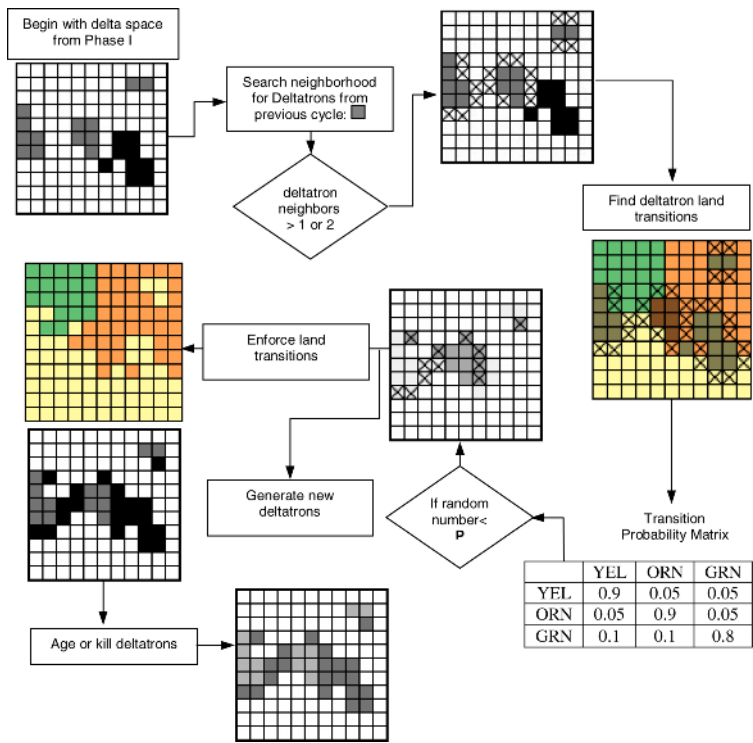 Begin with delta space
from Phase I
Search neighborhood
for Deltatrons from
previous cycle:
deltatron
neighbors
> 1 or 2
Find deltatron land
transitions
Enforce land
transitions
Generate new
deltatrons
If random
number<
P
Transition
Probability Matrix
YEL ORN GRN
YEL 0.9 0.05 0.05
ORN 0.05 0.9 0.05
GRN 0.1 0.1 0.8
Age or kill deltatrons